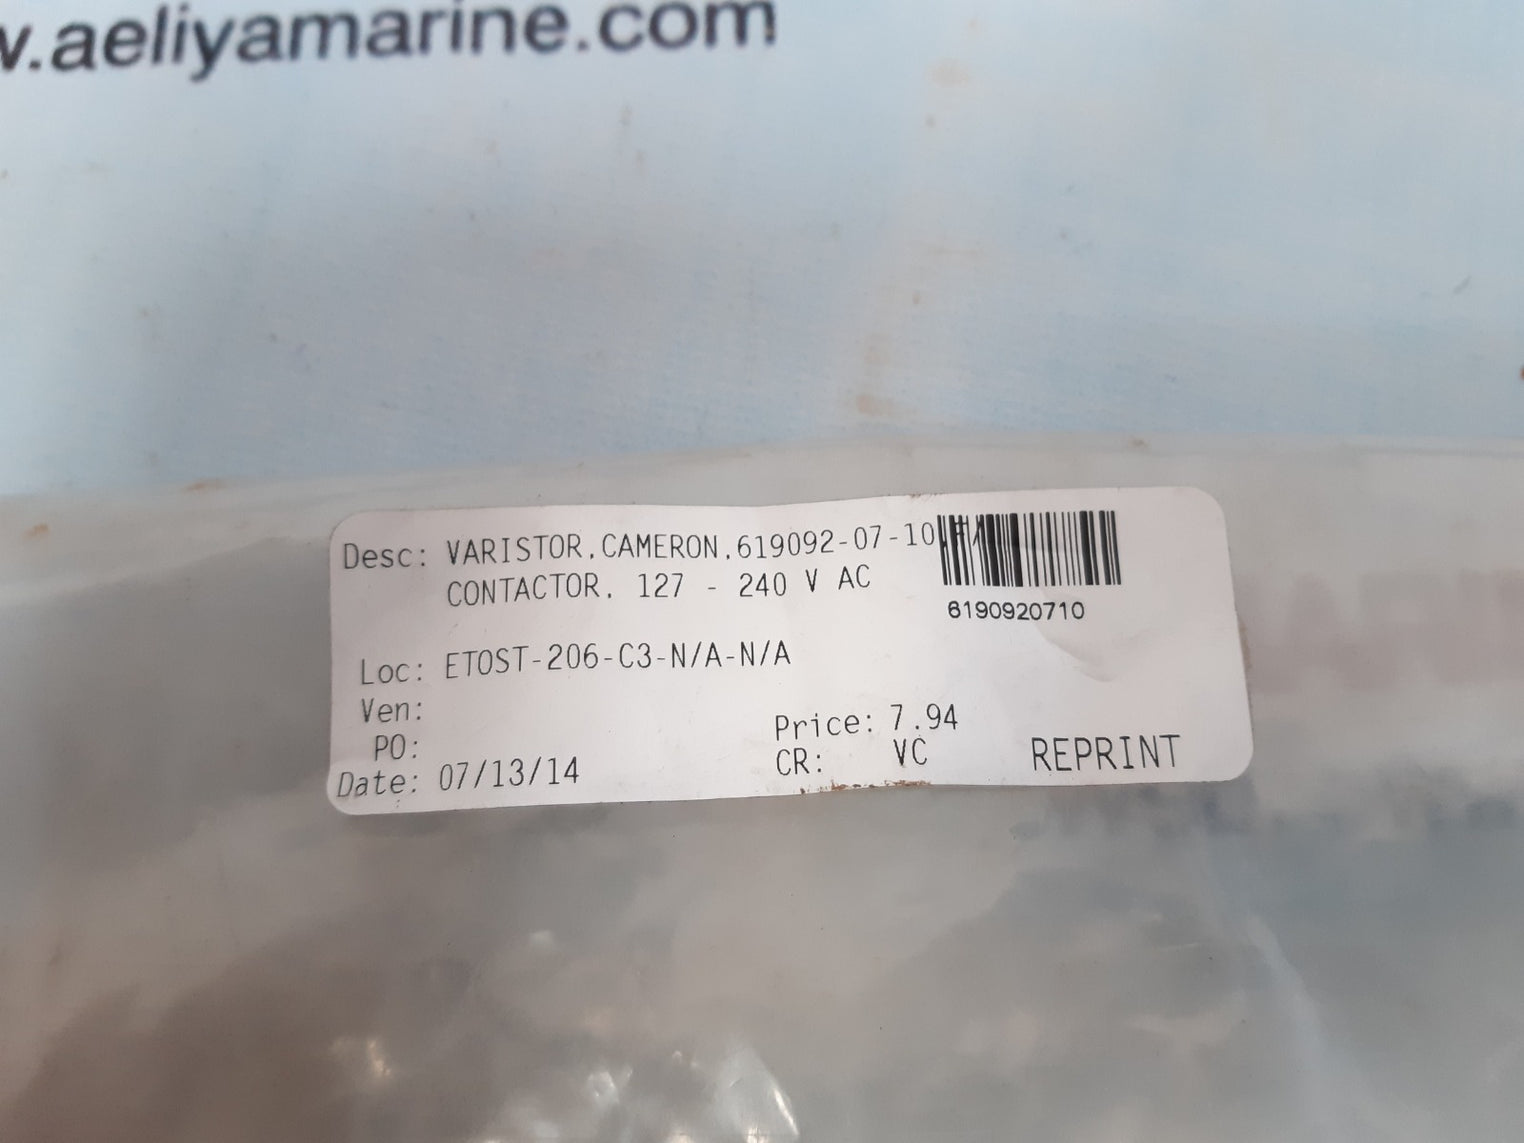 w.aeliyamarine.com
Desc: VARISTOR,CAMERON,619092-07-10
CONTACTOR, 127 - 240 V AC
6190920710
Loc: ETOST-206-C3-N/A-N/A
Ven:
PO:
Date: 07/13/14
Price: 7.94
CR: VC
REPRINT